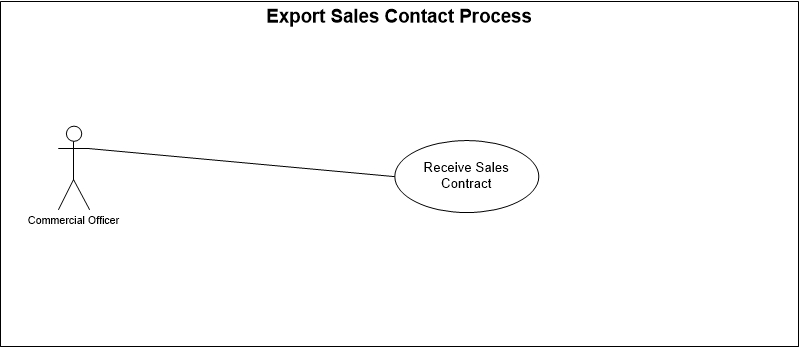 Export Sales Contact Process
Receive Sales
Contract
Commercial Officer